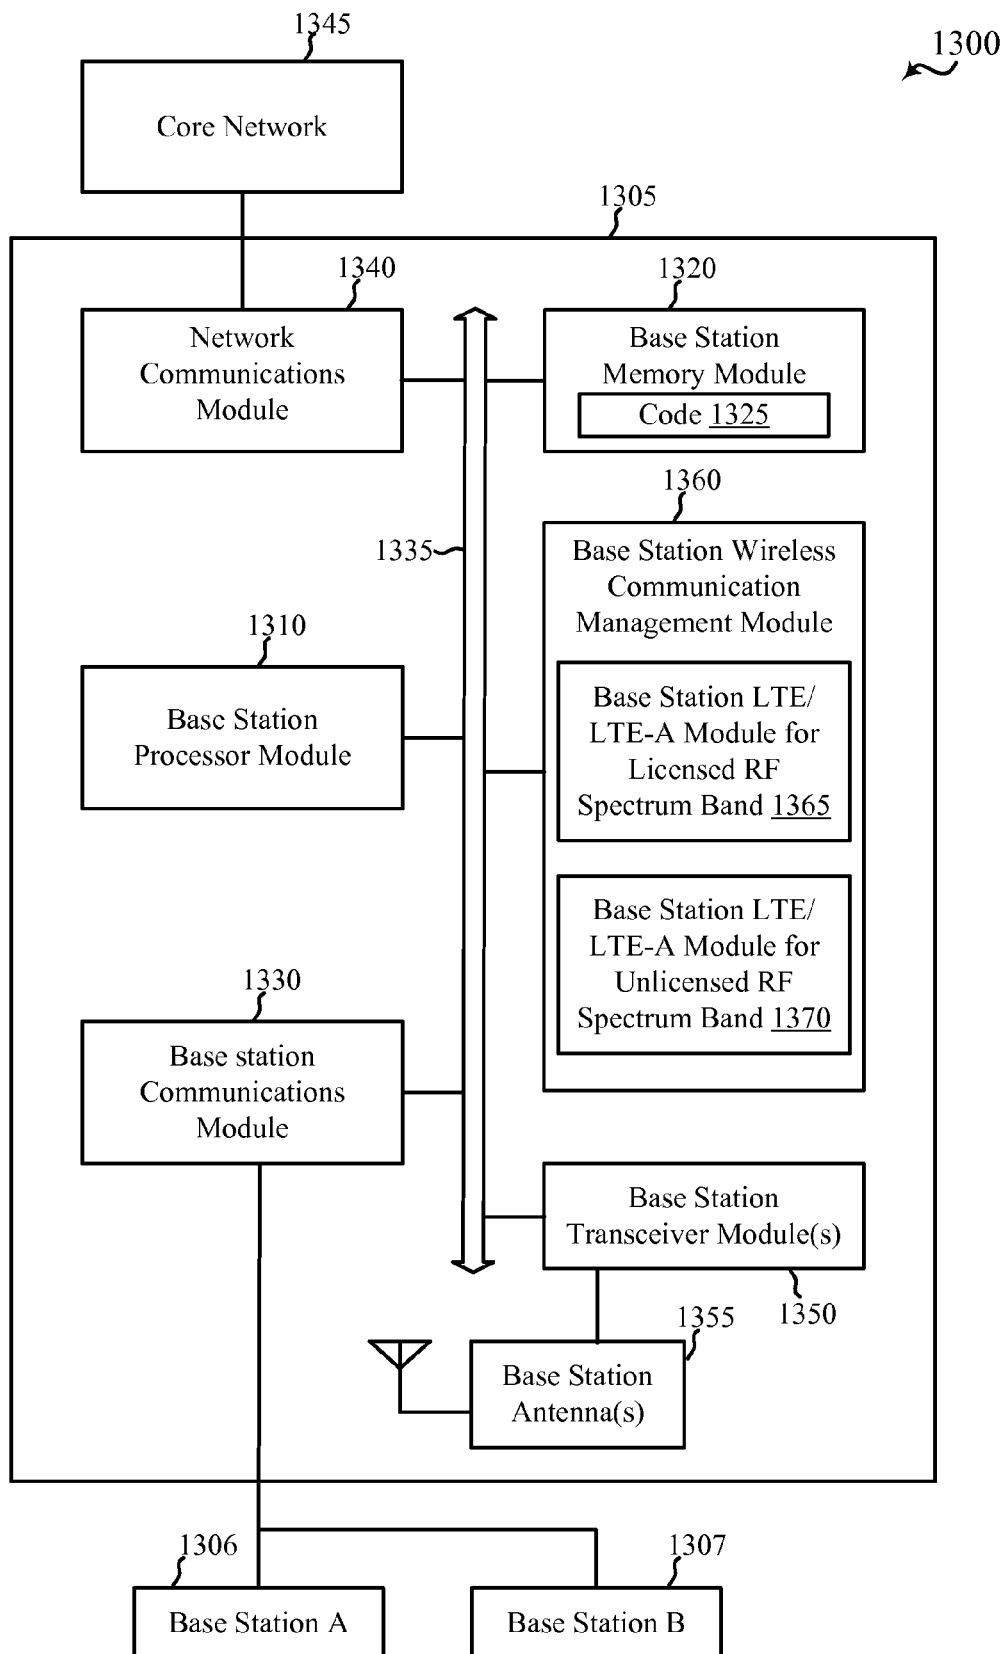 1345
1300
Core Network
1305
1340
Network
Communications
Module
1320
Base Station
Memory Module
Code 1325
1360
1335
Base Station Wireless
Communication
Management Module
1310
Base Station
Processor Module
Base Station LTE/
LTE-A Module for
Licensed RF
Spectrum Band 1365
Base Station LTE/
LTE-A Module for
Unlicensed RF
Spectrum Band 1370
1330
Base station
Communications
Module
Base Station
Transceiver Module(s)
1350
1355
Base Station
Antenna(s)
1306
1307
Base Station A
Base Station B